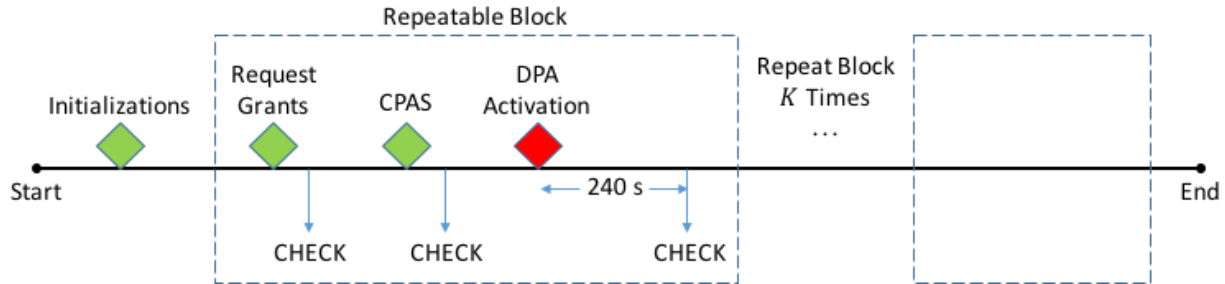 Repeatable Block
Request
Grants
DPA
Activation
Repeat Block
K Times
...
Initializations
CPAS
240 s
Start
End
CHECK
CHECK
CHECK